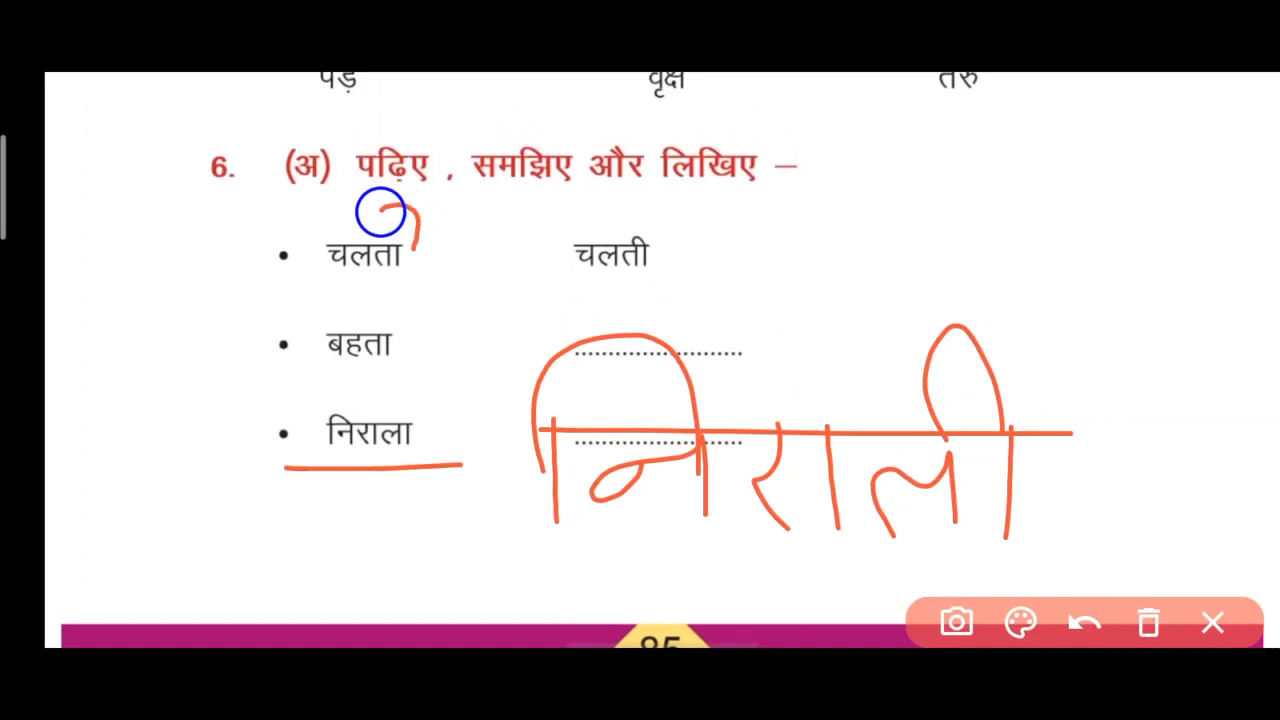 पेड़ वृक्ष तरु
6. (अ) पढ़िए , समझिए और लिखिए –
• चलता चलती
• बहता ........................
• निराला ........................ निराली
85